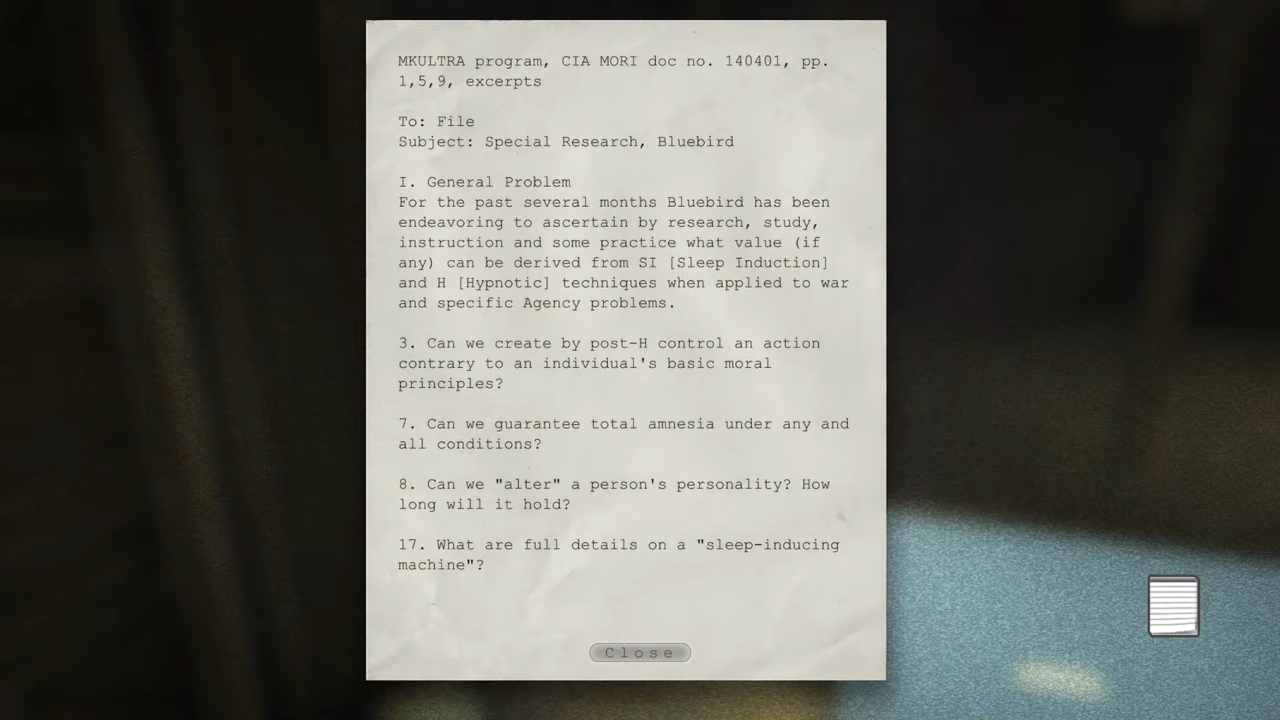 MKULTRA program, CIA MORI doc no. 140401, pp.
1,5,9, excerpts
To: File
Subject: Special Research, Bluebird
I. General Problem
For the past several months Bluebird has been
endeavoring to ascertain by research, study,
instruction and some practice what value (if
any) can be derived from SI [Sleep Induction]
and H [Hypnotic] techniques when applied to war
and specific Agency problems.
3. Can we create by post-H control an action
contrary to an individual's basic moral
principles?
7. Can we guarantee total amnesia under any and
all conditions?
8. Can we "alter" a person's personality? How
long will it hold?
17. What are full details on a "sleep-inducing
machine"?
Close